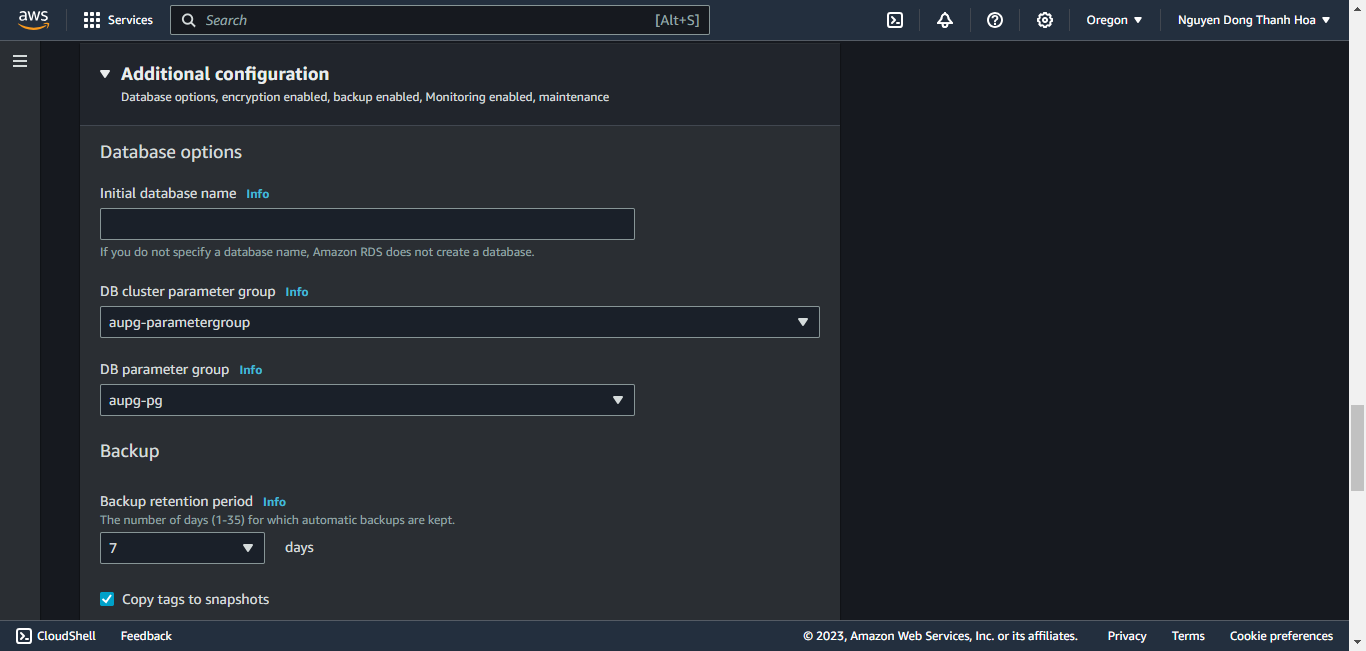 aws Services Search [Alt+S] Oregon Nguyen Dong Thanh Hoa
Additional configuration
Database options, encryption enabled, backup enabled, Monitoring enabled, maintenance
Database options
Initial database name Info
If you do not specify a database name, Amazon RDS does not create a database.
DB cluster parameter group Info
aupg-parametergroup
DB parameter group Info
aupg-pg
Backup
Backup retention period Info
The number of days (1-35) for which automatic backups are kept.
7 days
Copy tags to snapshots
CloudShell Feedback © 2023, Amazon Web Services, Inc. or its affiliates. Privacy Terms Cookie preferences